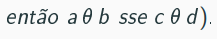 então a θ b sse c θ d).